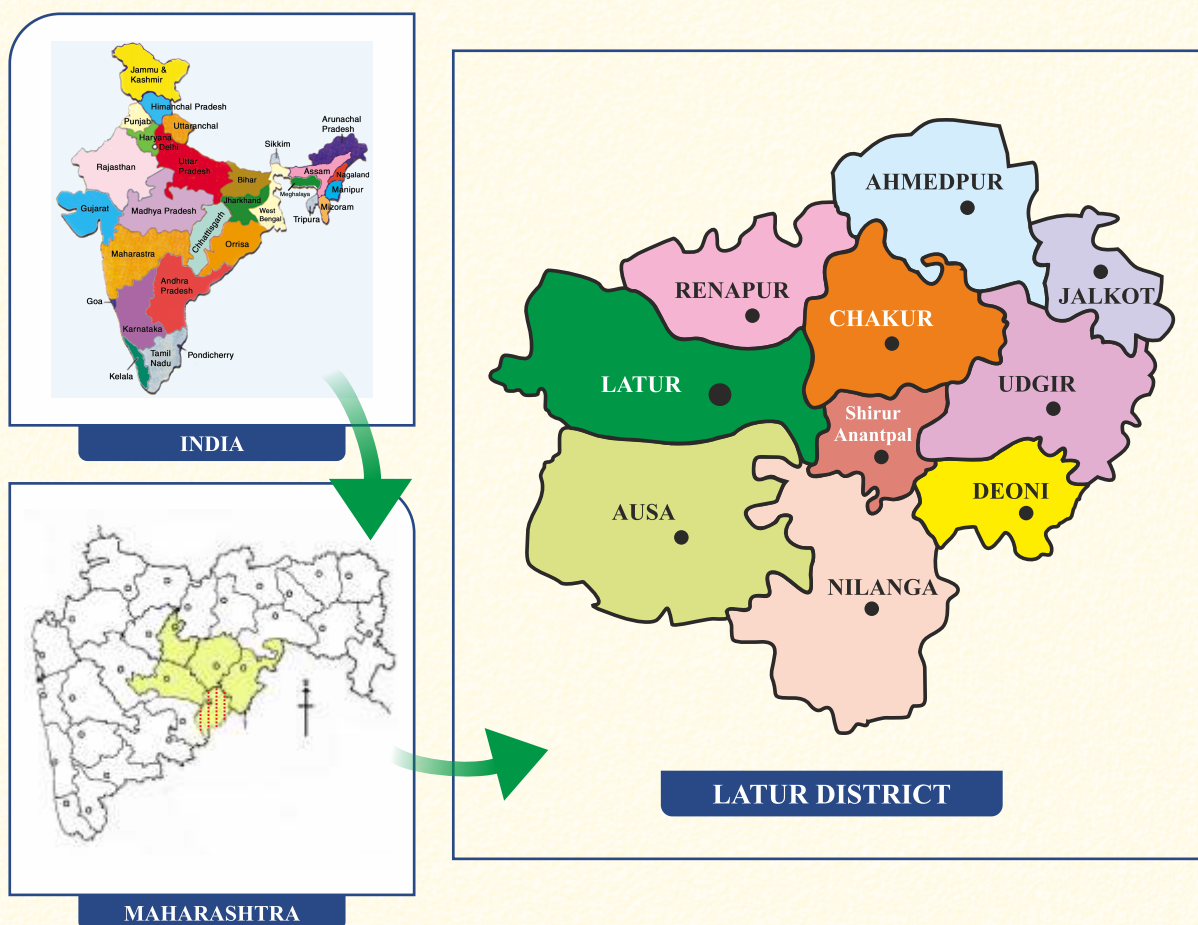 Jammu &
Kashmir
Himanchal Pradesh
Punjab
Uttaranchal
Haryana
Delhi
Arunachal
Pradesh
Sikkim
Rajasthan
Uttar
Pradesh
Assam
Nagaland
Bihar
Meghalaya
Manipur
Jharkhand
Mizoram
Gujarat
Madhya Pradesh
West
Bengal
Tripura
Chhattisgarh
Orrisa
Maharastra
Andhra
Pradesh
Goa
Karnataka
Tamil
Nadu
Pondicherry
Kelala
INDIA
MAHARASHTRA
AHMEDPUR
RENAPUR
JALKOT
CHAKUR
LATUR
UDGIR
Shirur
Anantpal
DEONI
AUSA
NILANGA
LATUR DISTRICT